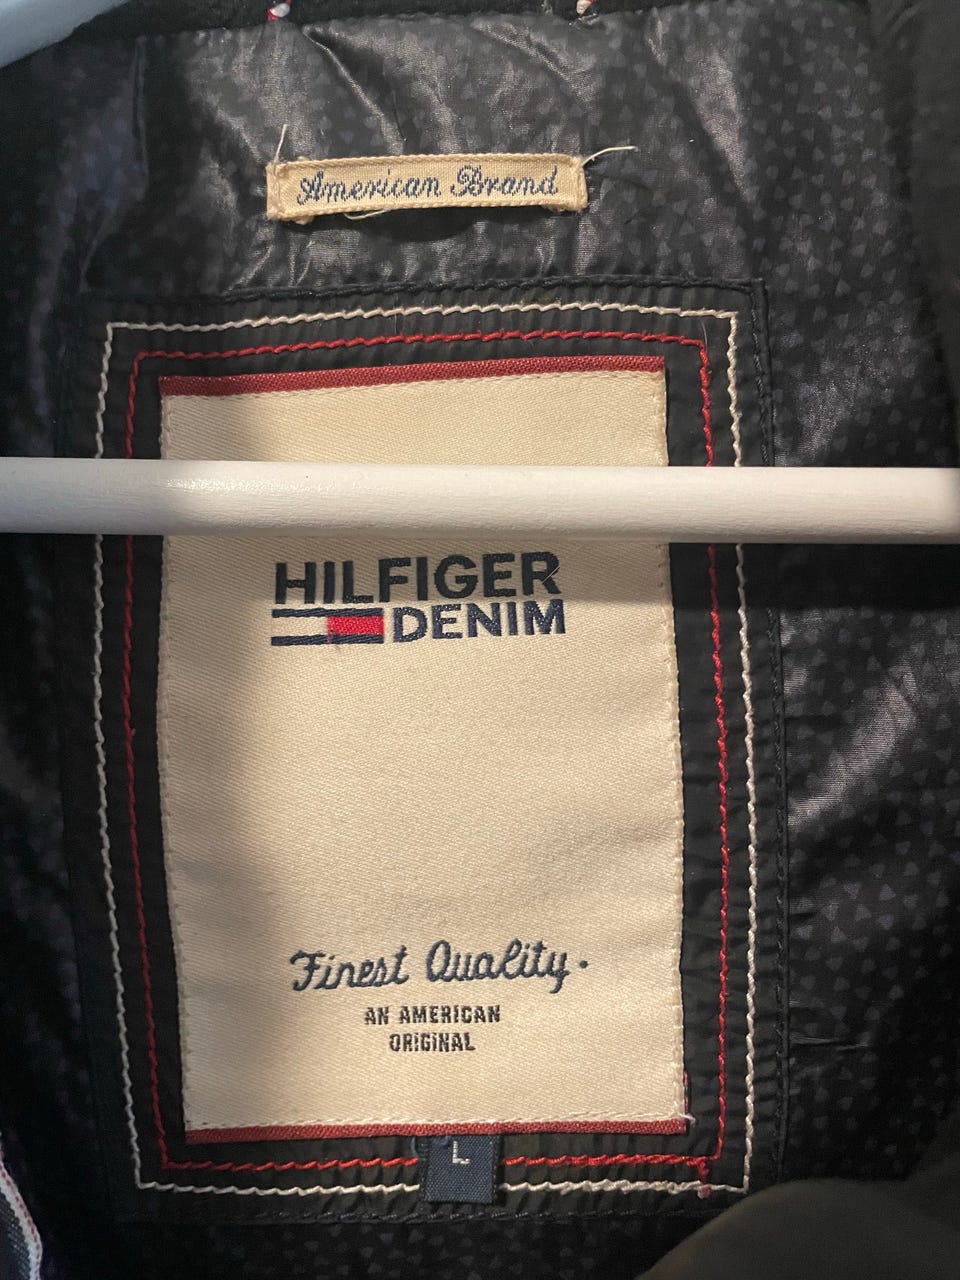 American Brand
HILFIGER
DENIM
Finest Quality.
AN AMERICAN
ORIGINAL
L